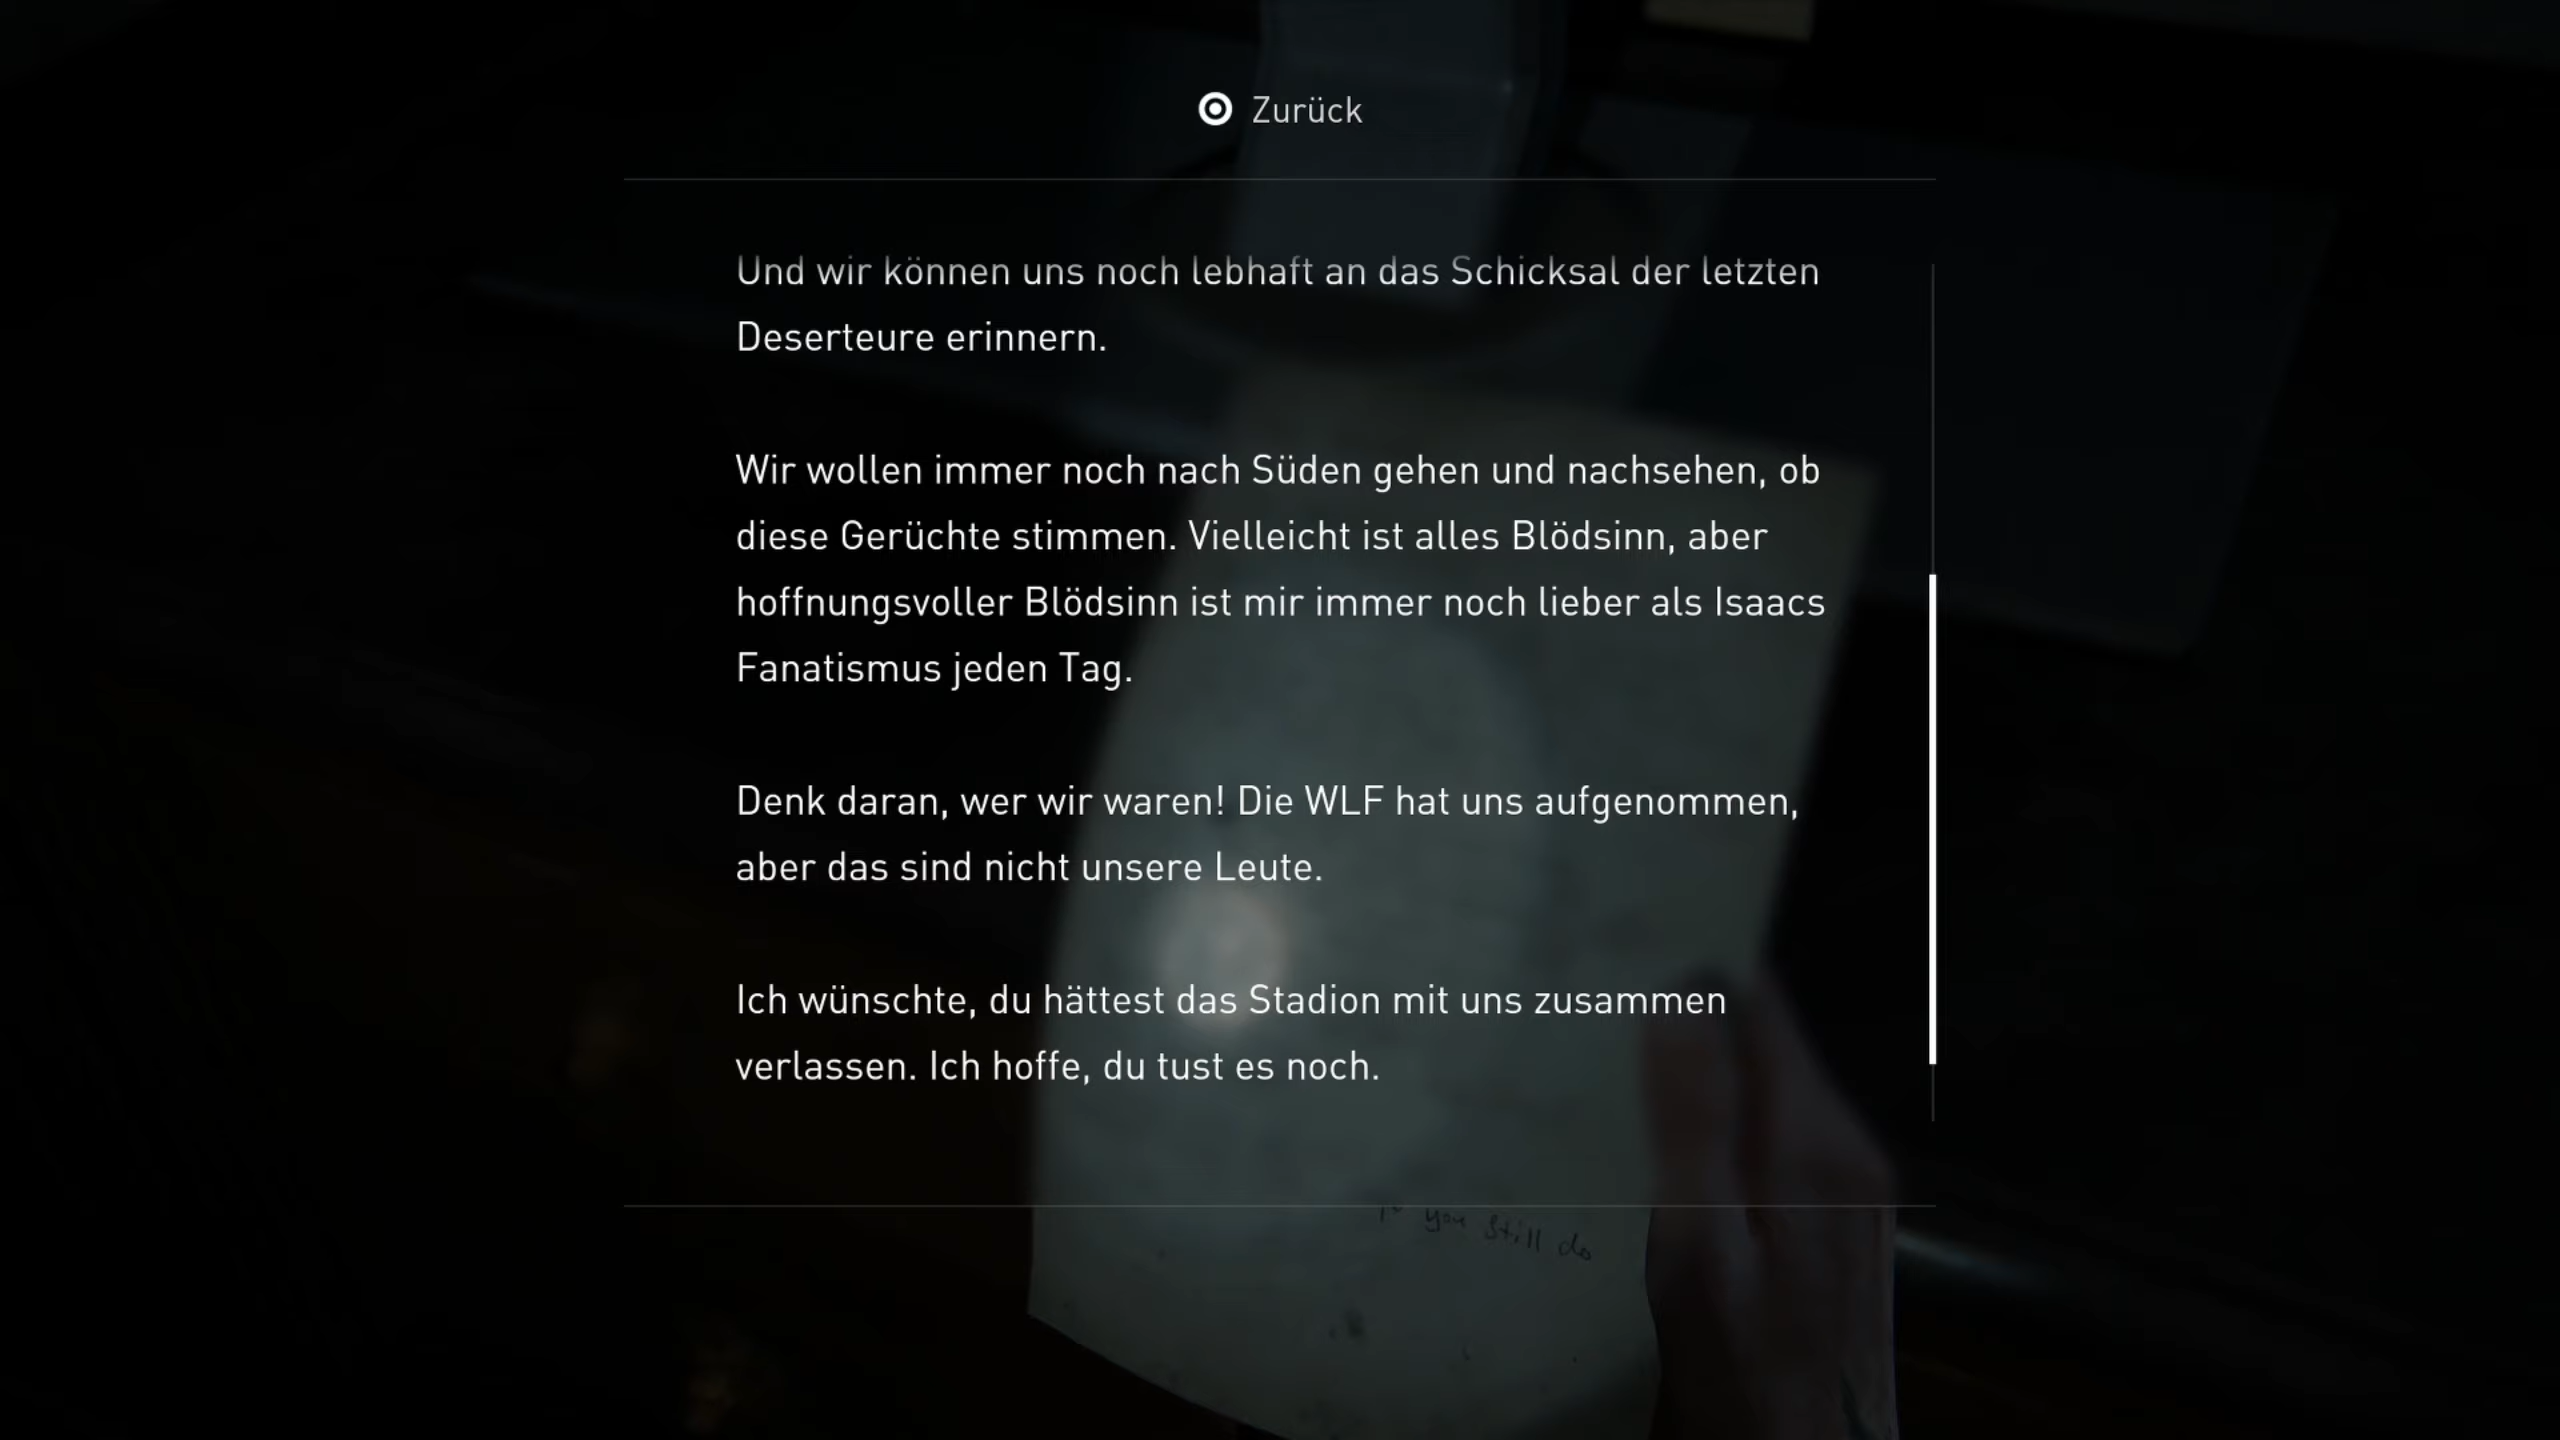 Zurück
Und wir können uns noch lebhaft an das Schicksal der letzten
Deserteure erinnern.
Wir wollen immer noch nach Süden gehen und nachsehen, ob
diese Gerüchte stimmen. Vielleicht ist alles Blödsinn, aber
hoffnungsvoller Blödsinn ist mir immer noch lieber als Isaacs
Fanatismus jeden Tag.
Denk daran, wer wir waren! Die WLF hat uns aufgenommen,
aber das sind nicht unsere Leute.
Ich wünschte, du hättest das Stadion mit uns zusammen
verlassen. Ich hoffe, du tust es noch.
you still do